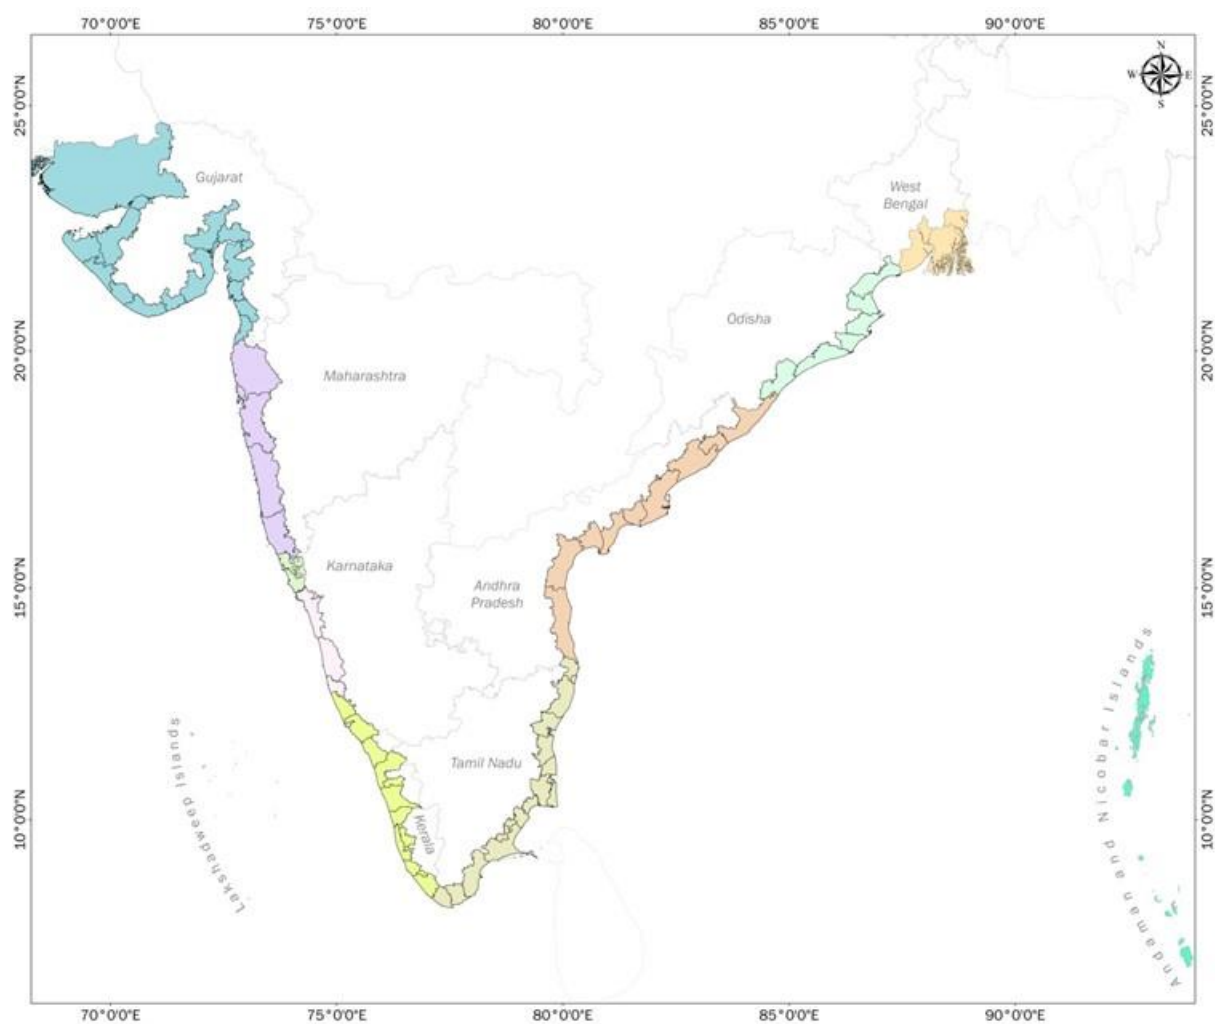 70°0'0"E
75°0'0"E
80°0'0"E
85°0'0"E
90°0'0"E
N
W
E
S
25°0'0"N
25°0'0"N
Gujarat
West
Bengal
Odisha
20°0'0"N
20°0'0"N
Maharashtra
Karnataka
Andhra
Pradesh
15°0'0"N
15°0'0"N
Lakshadweep Islands
Tamil Nadu
Kerala
Andaman and Nicobar Islands
10°0'0"N
10°0'0"N
70°0'0"E
75°0'0"E
80°0'0"E
85°0'0"E
90°0'0"E